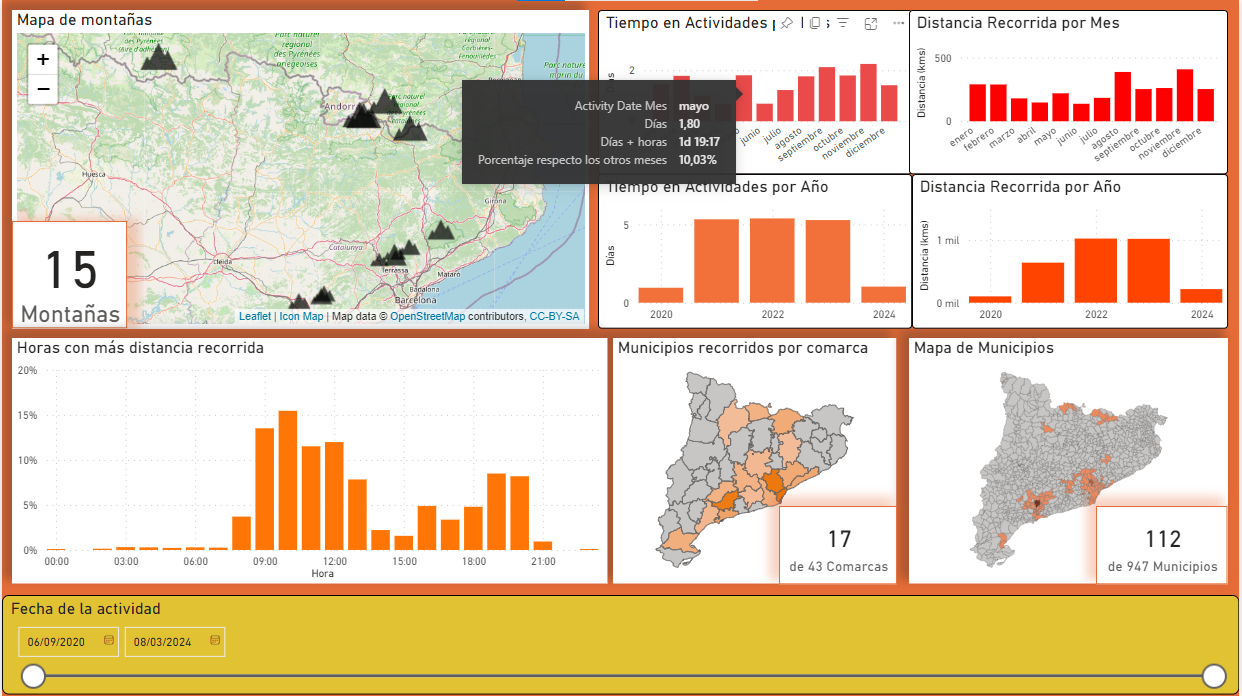 Mapa de montañas
+
−
Andorra
Huesca
Lleida
Catalunya
Girona
Terrassa
Mataró
Badalona
Barcelona
Leaflet | Icon Map | Map data © OpenStreetMap contributors, CC-BY-SA
15
Montañas
Tiempo en Actividades
2
junio
julio
agosto
septiembre
octubre
noviembre
diciembre
Activity Date Mes mayo
Días 1,80
Días + horas 1d 19:17
Porcentaje respecto los otros meses 10,03%
Distancia Recorrida por Mes
Distancia (kms)
500
0
enero
febrero
marzo
abril
mayo
junio
julio
agosto
septiembre
octubre
noviembre
diciembre
Tiempo en Actividades por Año
Días
5
0
2020
2022
2024
Distancia Recorrida por Año
Distancia (kms)
1 mil
0 mil
2020
2022
2024
Horas con más distancia recorrida
20%
15%
10%
5%
0%
00:00
03:00
06:00
09:00
12:00
15:00
18:00
21:00
Hora
Municipios recorridos por comarca
17
de 43 Comarcas
Mapa de Municipios
112
de 947 Municipios
Fecha de la actividad
06/09/2020
08/03/2024